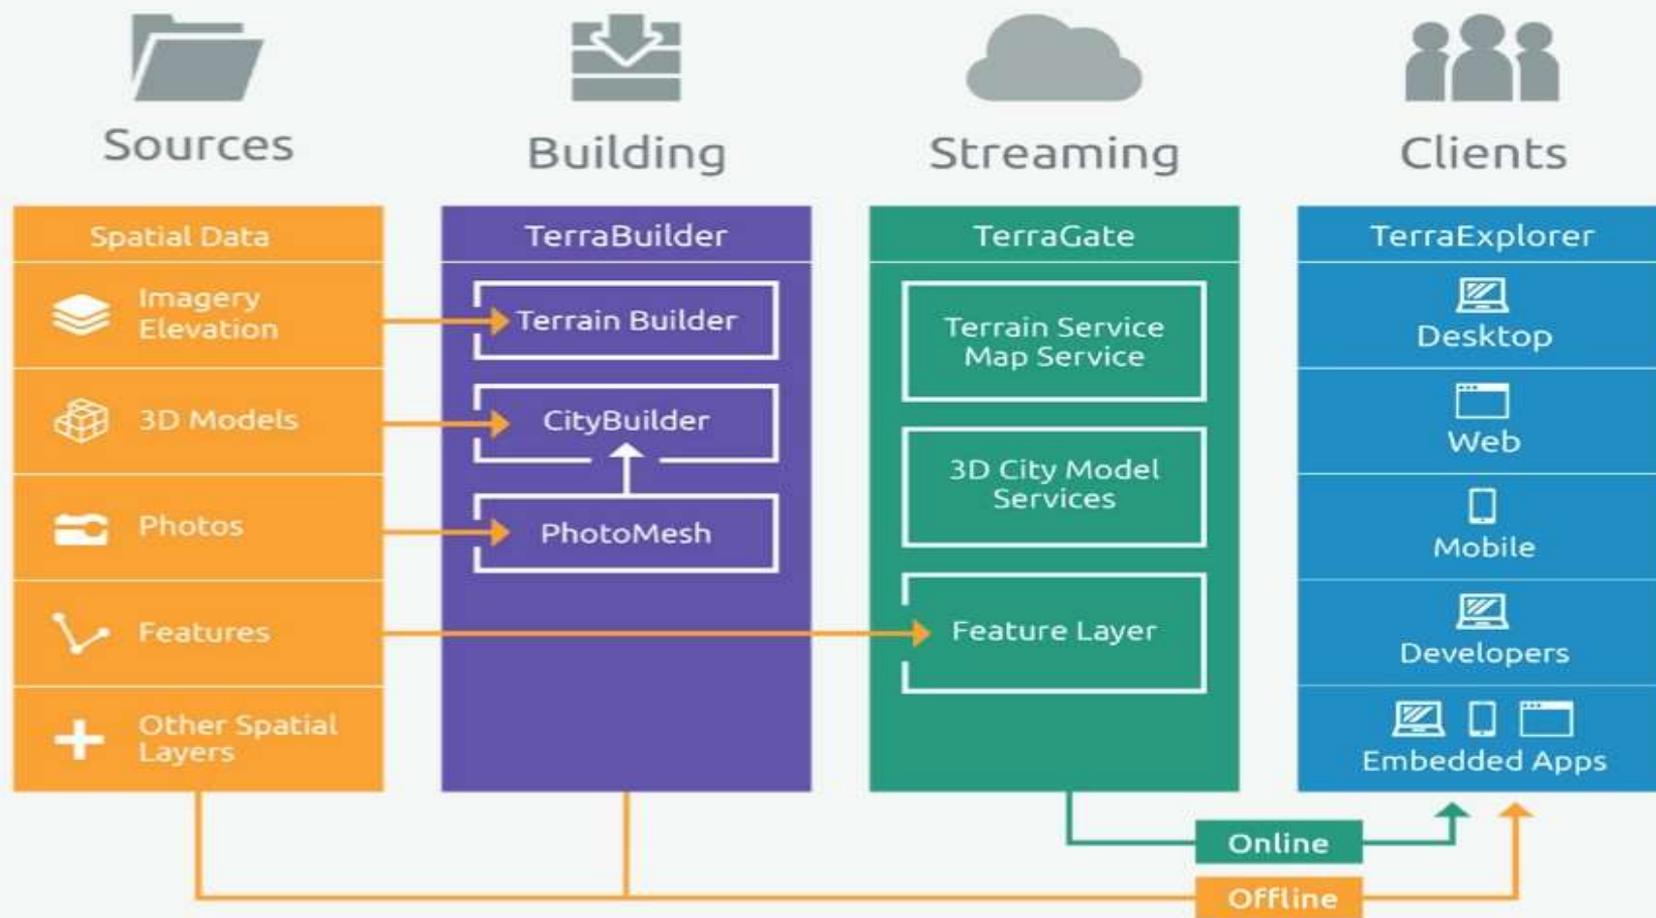 Sources
Building
Streaming
Clients
Spatial Data
Imagery
Elevation
3D Models
Photos
Features
Other Spatial
Layers
TerraBuilder
Terrain Builder
CityBuilder
PhotoMesh
TerraGate
Terrain Service
Map Service
3D City Model
Services
Feature Layer
TerraExplorer
Desktop
Web
Mobile
Developers
Embedded Apps
Online
Offline